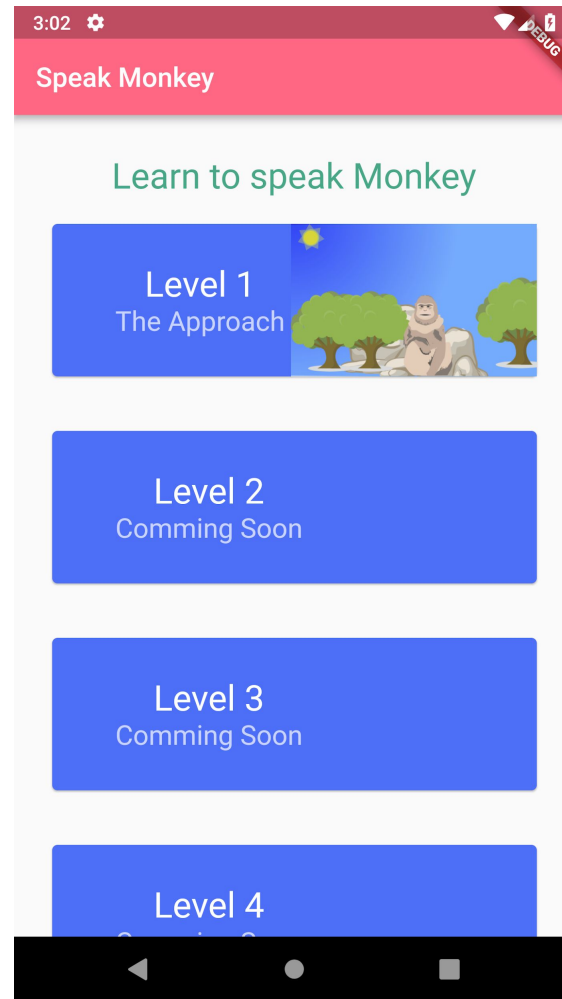 3:02
DEBUG
Speak Monkey
Learn to speak Monkey
Level 1
The Approach
Level 2
Comming Soon
Level 3
Comming Soon
Level 4